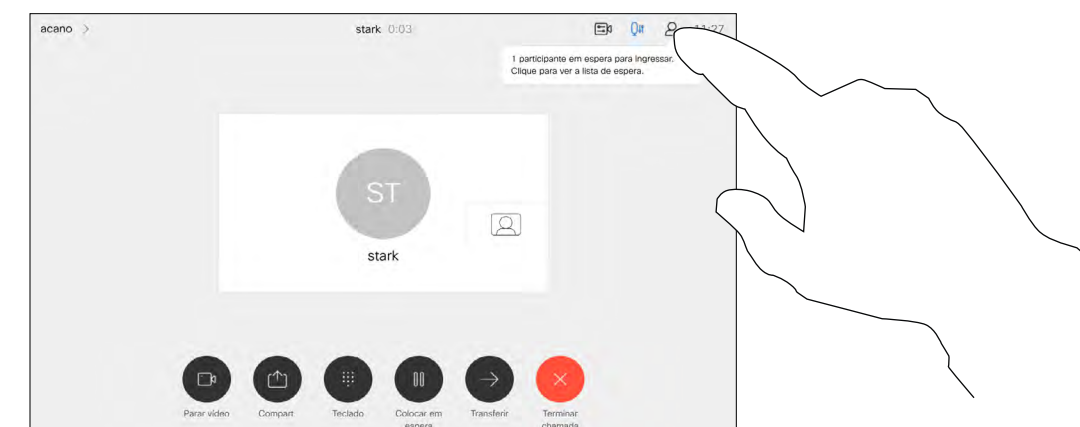 acano >
stark 0:03
11:27
1 participante em espera para ingressar.
Clique para ver a lista de espera.
ST
stark
Parar vídeo
Compart
Teclado
Colocar em
espera
Transferir
Terminar
chamada